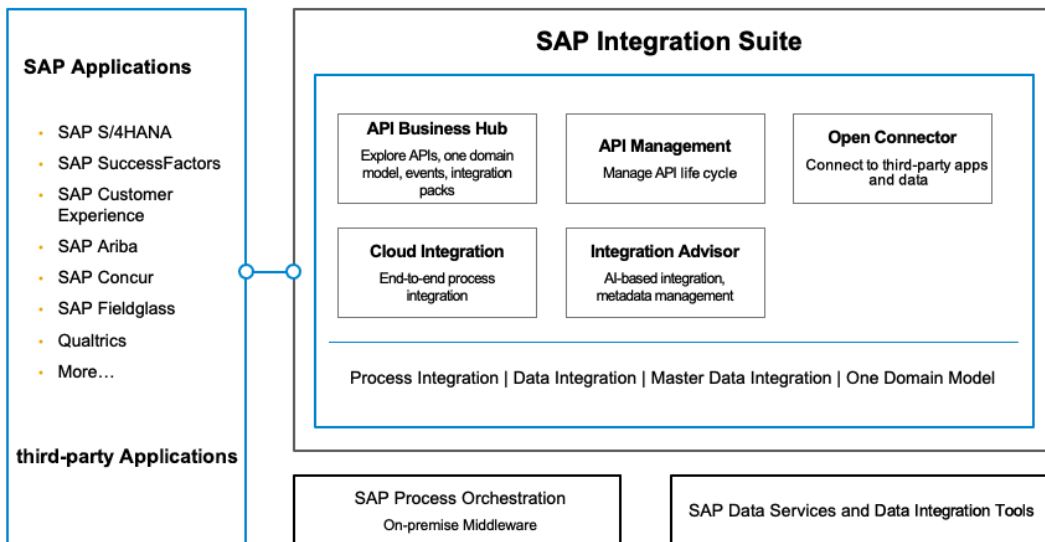 SAP Applications
SAP S/4HANA
SAP SuccessFactors
SAP Customer
Experience
SAP Ariba
SAP Concur
SAP Fieldglass
Qualtrics
More…
third-party Applications
SAP Integration Suite
API Business Hub
Explore APIs, one domain
model, events, integration
packs
API Management
Manage API life cycle
Open Connector
Connect to third-party apps
and data
Cloud Integration
End-to-end process
integration
Integration Advisor
AI-based integration,
metadata management
Process Integration | Data Integration | Master Data Integration | One Domain Model
SAP Process Orchestration
On-premise Middleware
SAP Data Services and Data Integration Tools